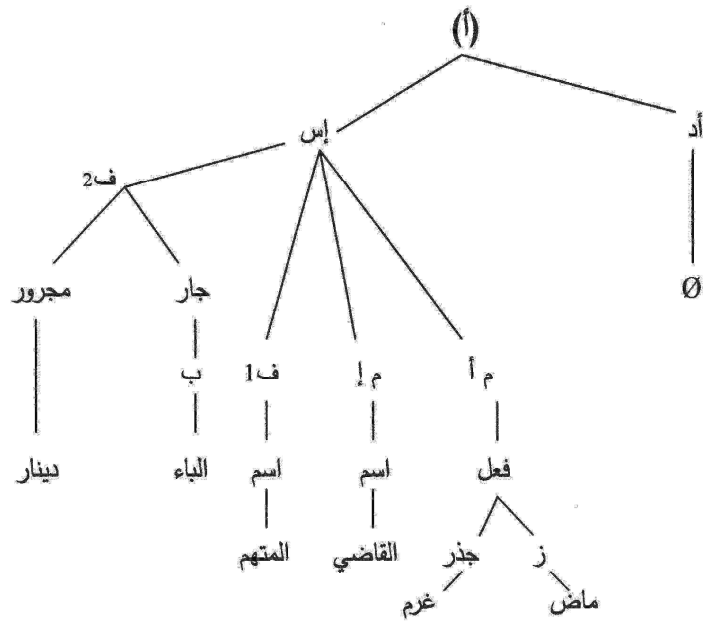 (أ)
أد
إس
ف2
Ø
جار
مجرور
م أ
م إ
ف1
ب
فعل
اسم
اسم
الباء
دينار
ز
جذر
القاضي
المتهم
ماض
غرم